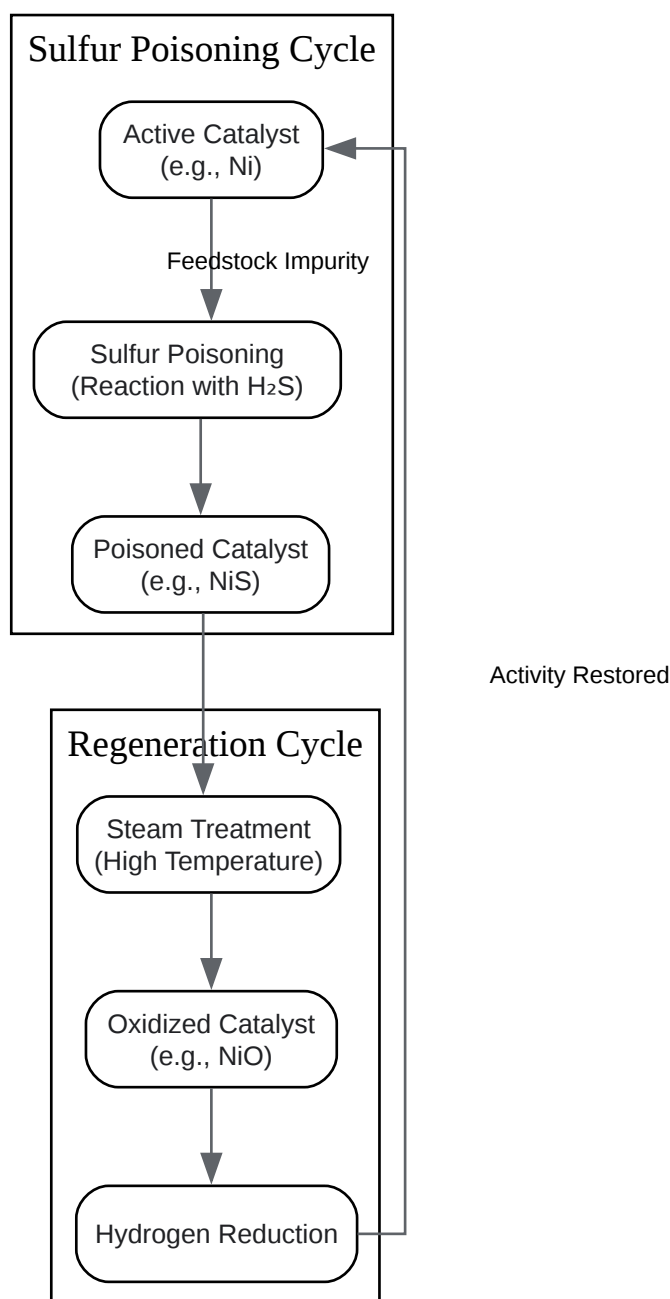 Sulfur Poisoning Cycle
Active Catalyst
(e.g., Ni)
Feedstock Impurity
Sulfur Poisoning
(Reaction with H₂S)
Poisoned Catalyst
(e.g., NiS)
Activity Restored
Regeneration Cycle
Steam Treatment
(High Temperature)
Oxidized Catalyst
(e.g., NiO)
Hydrogen Reduction